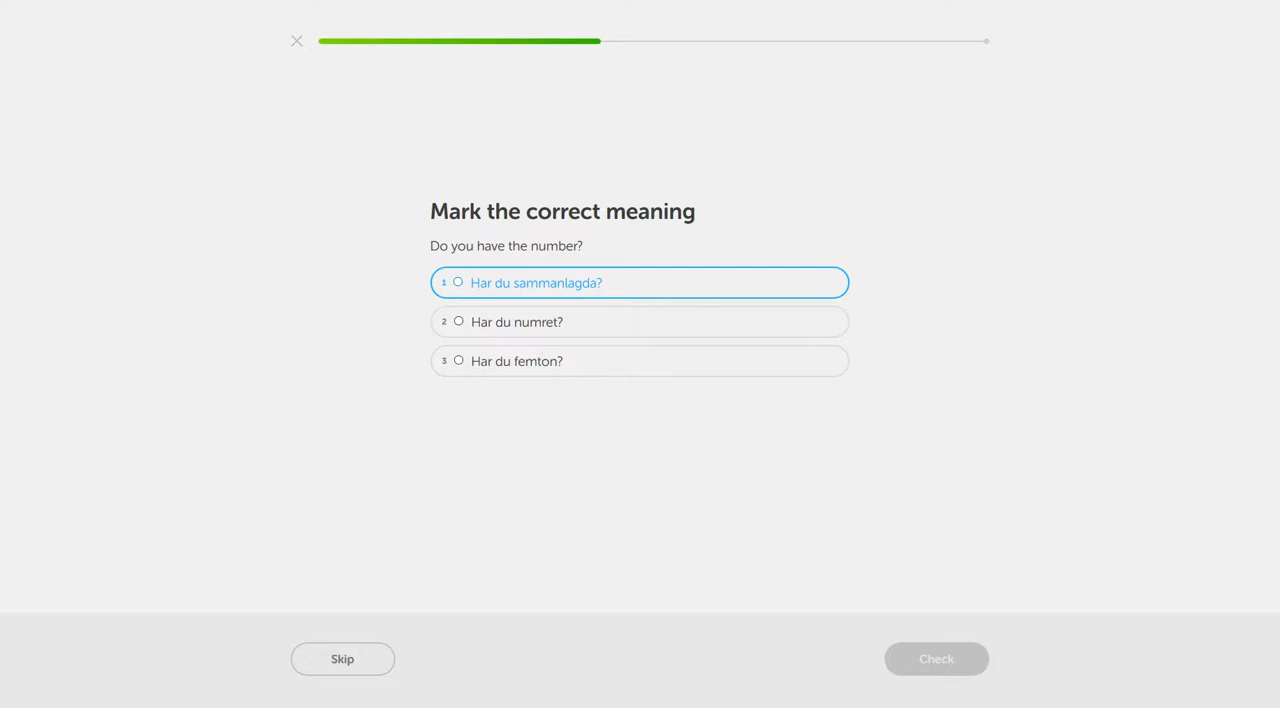 Mark the correct meaning
Do you have the number?
1 Har du sammanlagda?
2 Har du numret?
3 Har du femton?
Skip
Check